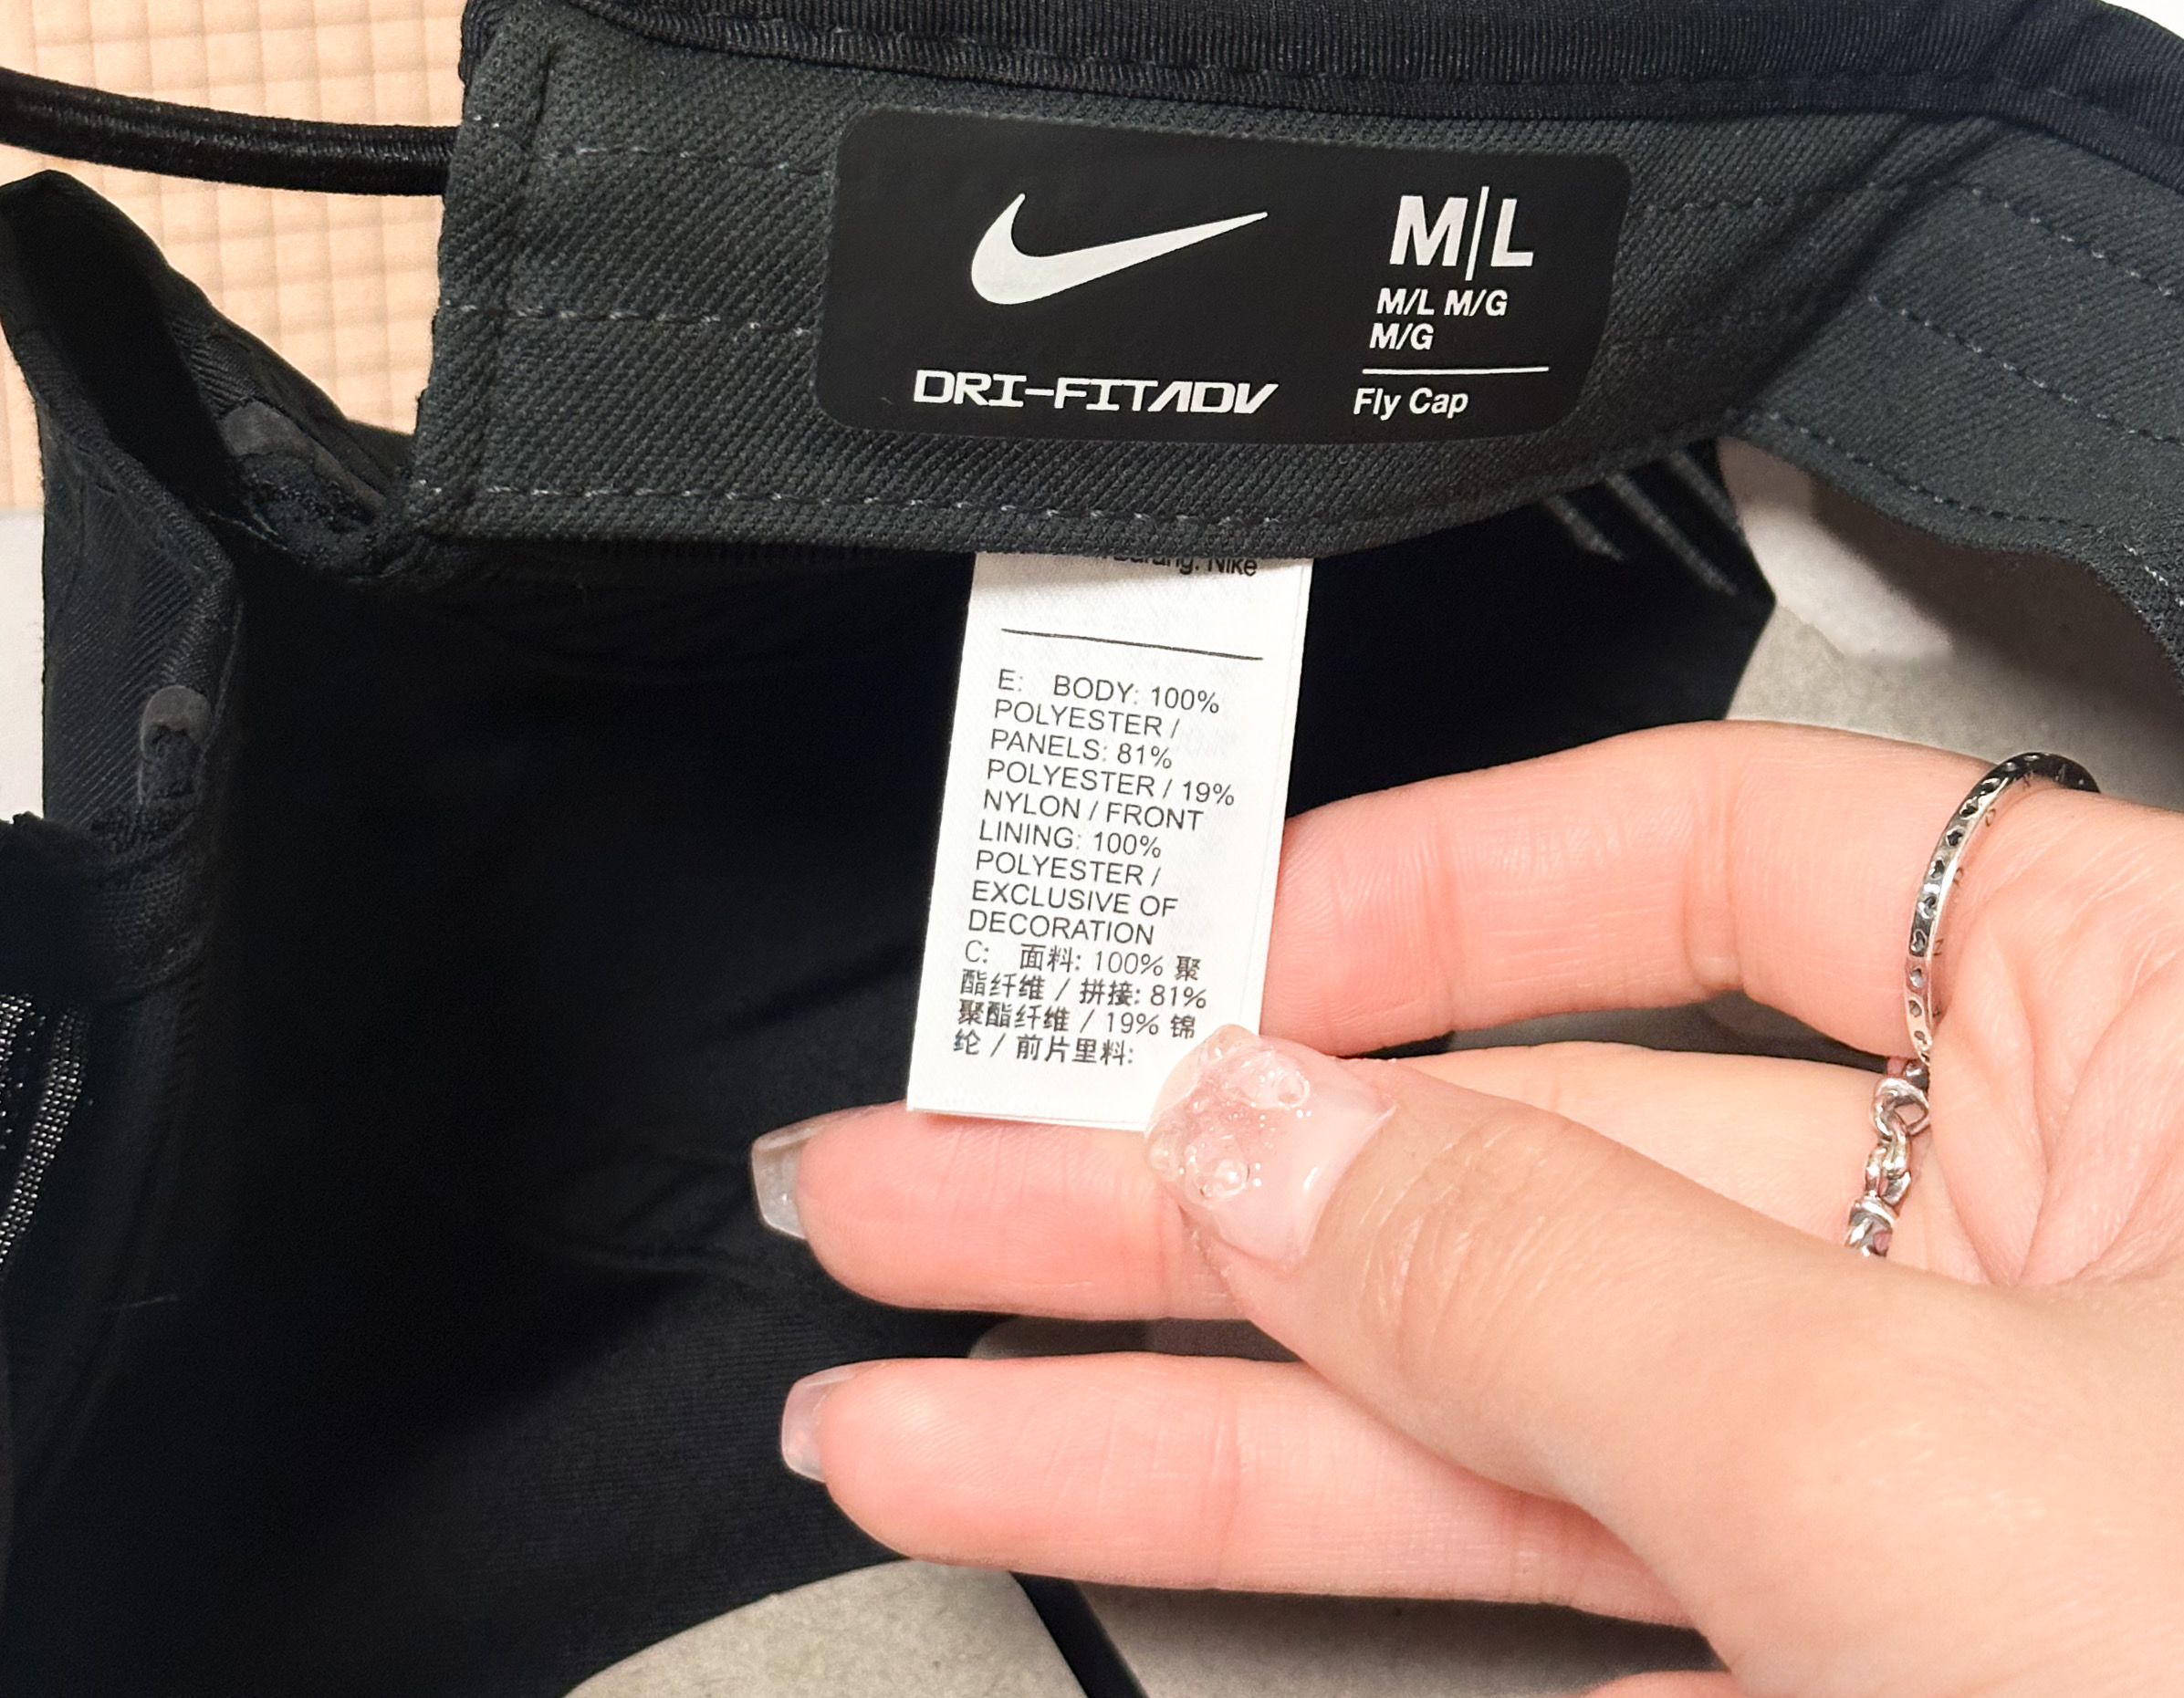 M|L
M/L M/G
M/G
DRI-FIT ADV
Fly Cap
Nike
E: BODY: 100%
POLYESTER /
PANELS: 81%
POLYESTER / 19%
NYLON / FRONT
LINING: 100%
POLYESTER /
EXCLUSIVE OF
DECORATION
C: 面料: 100% 聚
酯纤维 / 拼接: 81%
聚酯纤维 / 19% 锦
纶 / 前片里料: